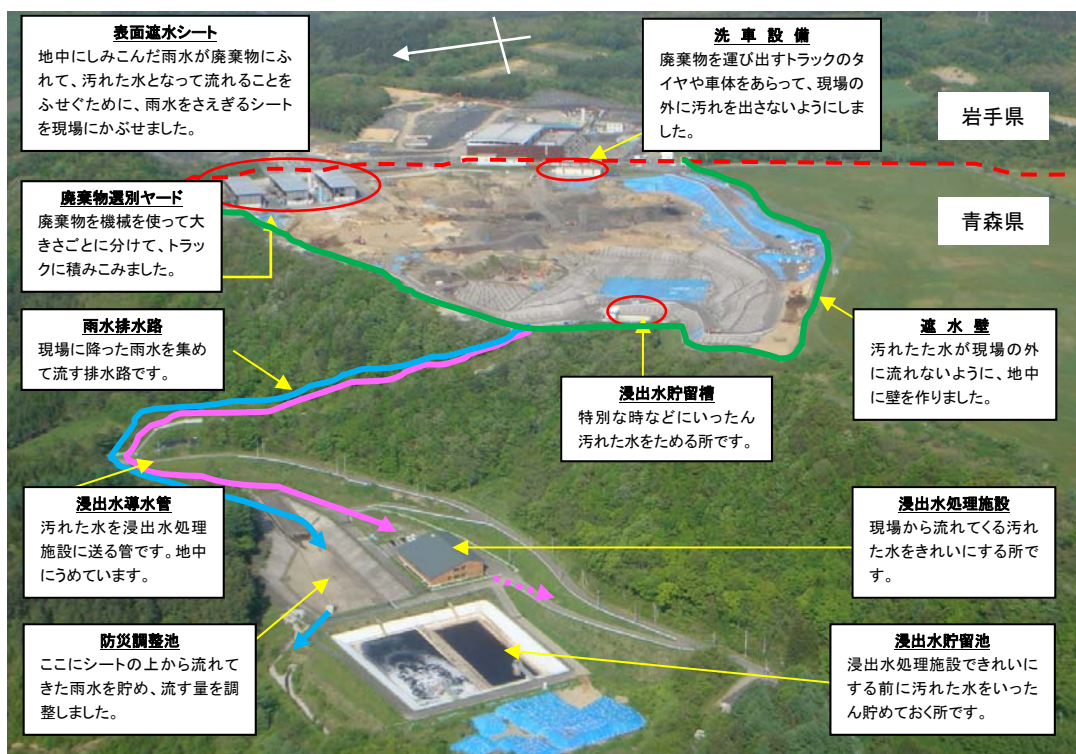 表面遮水シート
地中にしみこんだ雨水が廃棄物にふ
れて、汚れた水となって流れることを
ふせぐために、雨水をさえぎるシート
を現場にかぶせました。
洗車設備
廃棄物を運び出すトラックのタ
イヤや車体をあらって、現場の
外に汚れを出さないようにしま
した。
岩手県
廃棄物選別ヤード
廃棄物を機械を使って大
きさごとに分けて、トラッ
クに積みこみました。
青森県
雨水排水路
現場に降った雨水を集め
て流す排水路です。
遮水壁
汚れたた水が現場の外
に流れないように、地中
に壁を作りました。
浸出水貯留槽
特別な時などにいったん
汚れた水をためる所です。
浸出水導水管
汚れた水を浸出水処理
施設に送る管です。地中
にうめています。
浸出水処理施設
現場から流れてくる汚れ
た水をきれいにする所で
す。
防災調整池
ここにシートの上から流れて
きた雨水を貯め、流す量を調
整しました。
浸出水貯留池
浸出水処理施設できれいに
する前に汚れた水をいった
ん貯めておく所です。